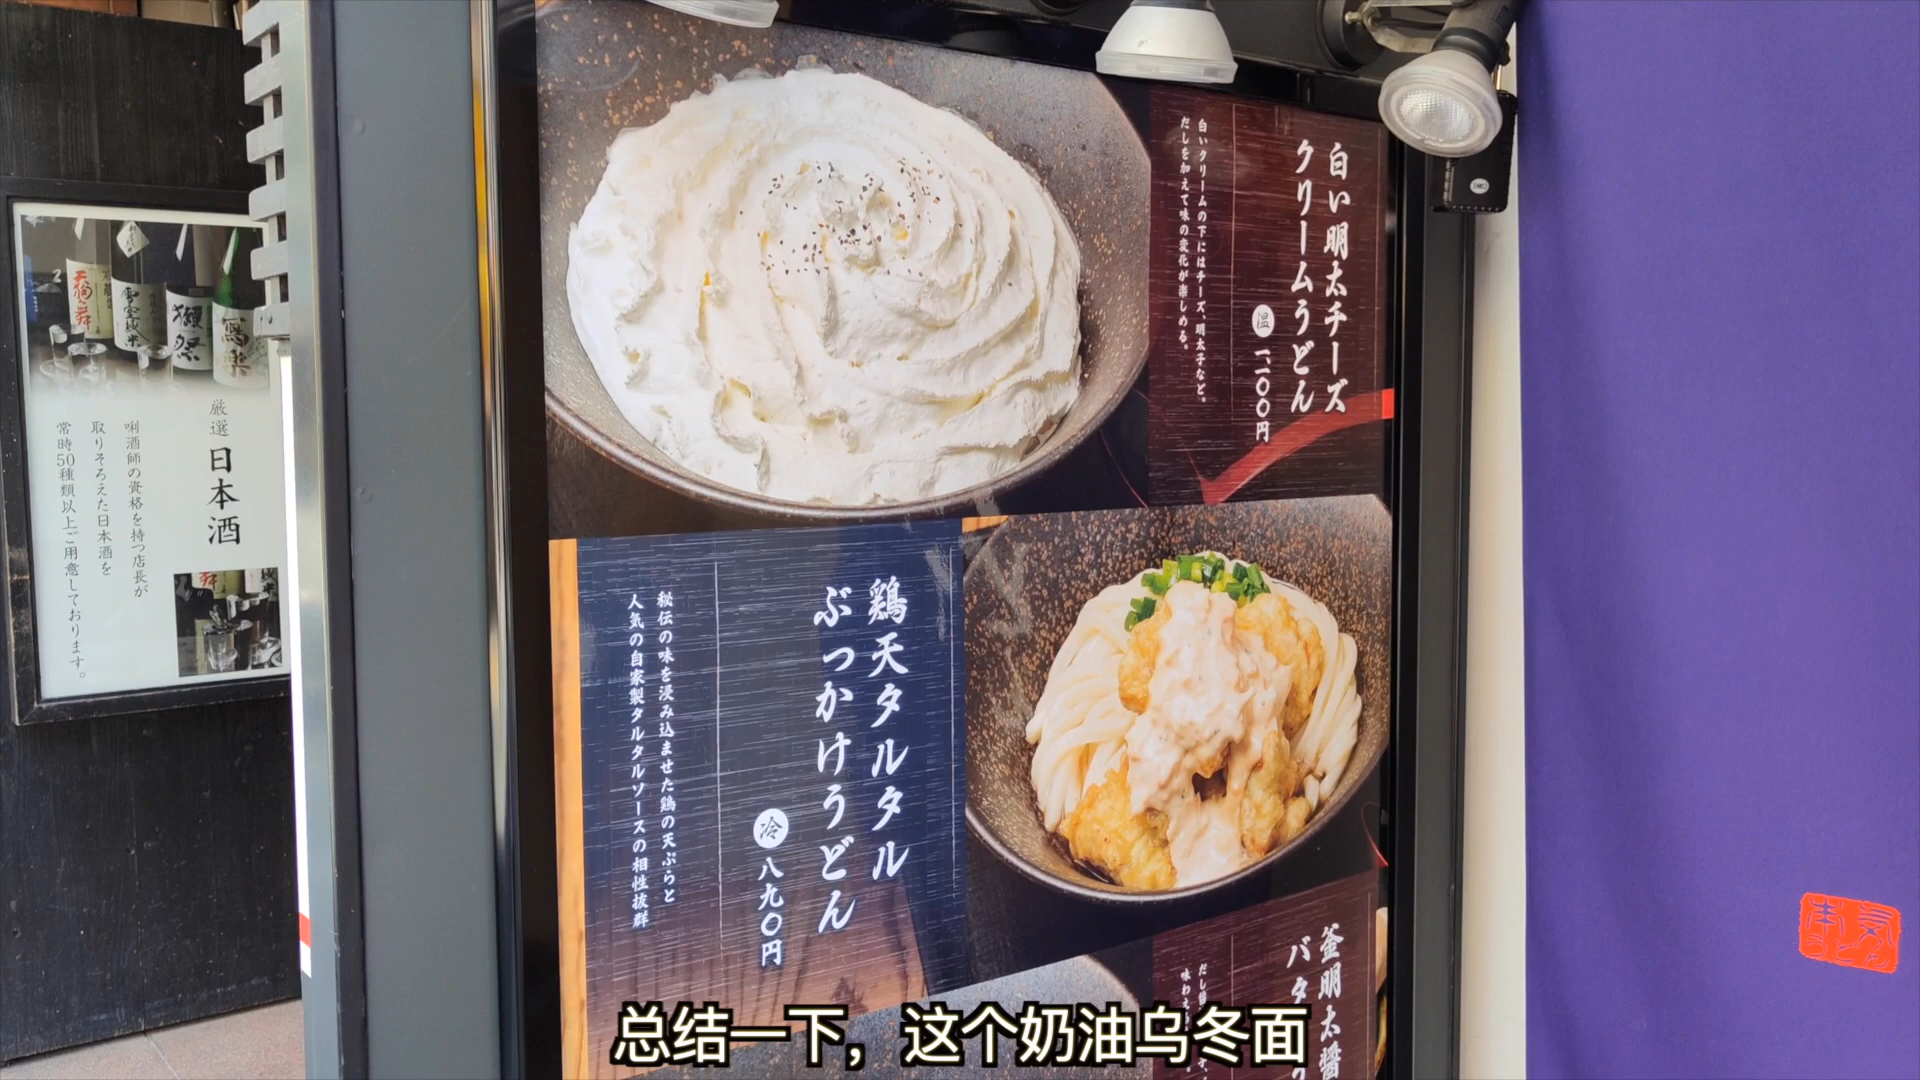 白い明太チーズ
クリームうどん
温 一、二〇〇円
白いクリームの下にはチーズ、明太子など。
だしを加えて味の変化が楽しめる。
鶏天タルタル
ぶっかけうどん
冷 八九〇円
秘伝の味を浸み込ませた鶏の天ぷらと
人気の自家製タルタルソースの相性抜群
釜明太醤
バタ
味わえ
厳選 日本酒
唎酒師の資格を持つ店長が
取りそろえた日本酒を
常時50種類以上ご用意しております。
獺祭
寫楽
总结一下，这个奶油乌冬面